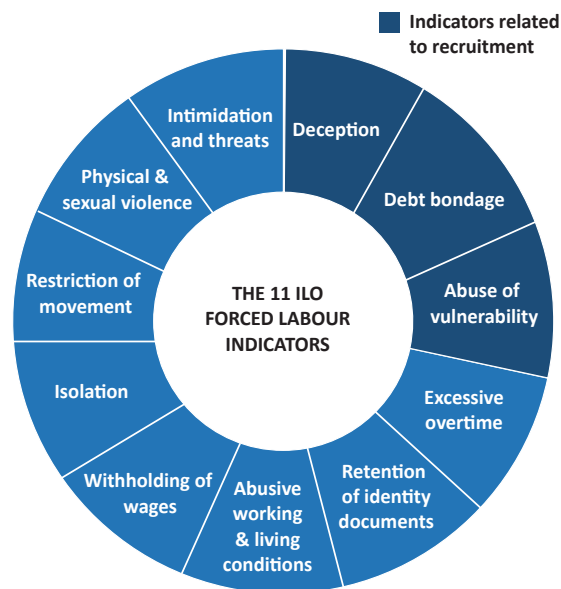 Indicators related
to recruitment
Intimidation
and threats
Deception
Physical &
sexual violence
Debt bondage
Restriction of
movement
THE 11 ILO
FORCED LABOUR
INDICATORS
Abuse of
vulnerability
Isolation
Excessive
overtime
Withholding of
wages
Abusive
working
& living
conditions
Retention
of identity
documents